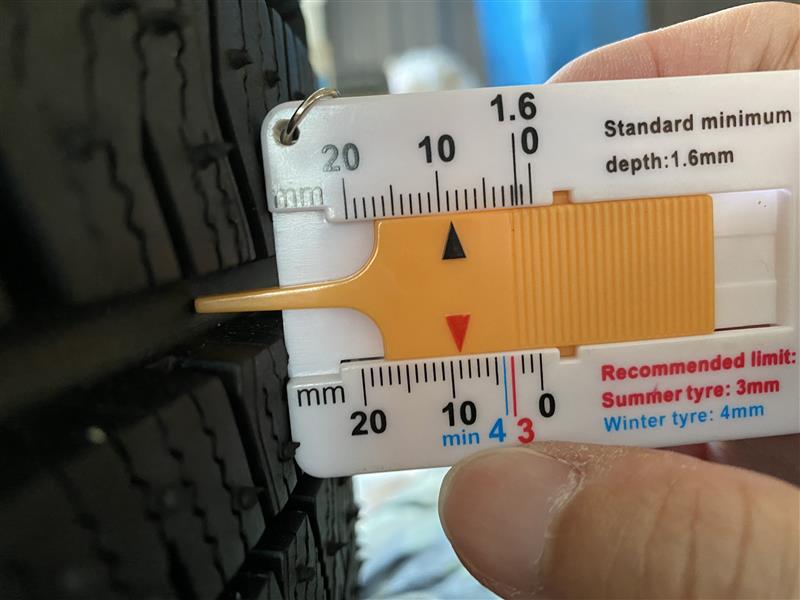 1.6
20 10 0
mm
Standard minimum
depth:1.6mm
mm
20 10 0
min 4 3
Recommended limit:
Summer tyre: 3mm
Winter tyre: 4mm